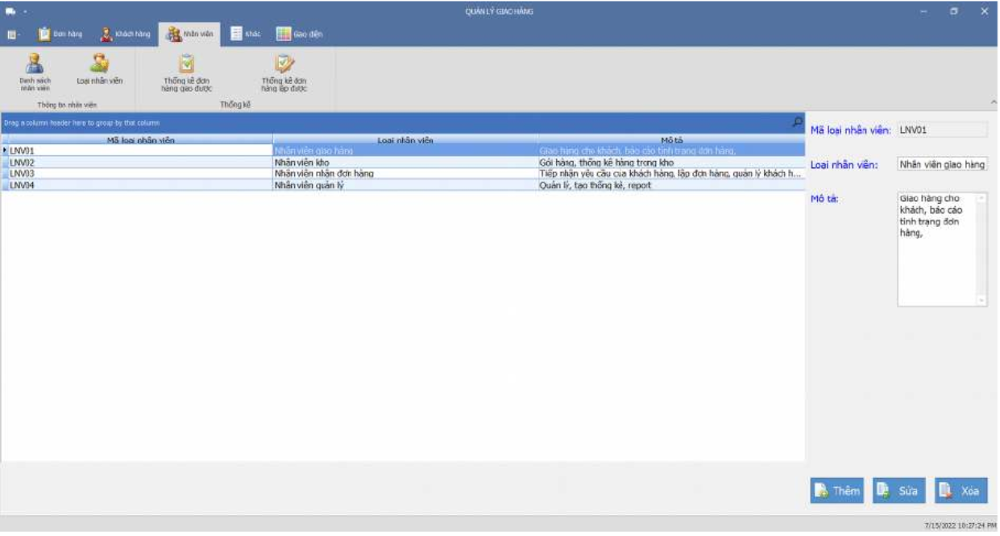 QUẢN LÝ GIAO HÀNG
Đơn hàng Khách hàng Nhân viên Khác Giao diện
Danh sách nhân viên
Loại nhân viên
Thống kê đơn hàng giao được
Thống kê đơn hàng lập được
Thông tin nhân viên
Thống kê
Drag a column header here to group by that column
Mã loại nhân viên Loại nhân viên Mô tả
LNV01 Nhân viên giao hàng Giao hàng cho khách, báo cáo tình trạng đơn hàng,
LNV02 Nhân viên kho Gói hàng, thống kê hàng trong kho
LNV03 Nhân viên nhận đơn hàng Tiếp nhận yêu cầu của khách hàng, lập đơn hàng, quản lý khách h...
LNV04 Nhân viên quản lý Quản lí, tạo thống kê, report
Mã loại nhân viên: LNV01
Loại nhân viên: Nhân viên giao hàng
Mô tả: Giao hàng cho
khách, báo cáo
tình trạng đơn
hàng,
Thêm Sửa Xóa
7/15/2022 10:27:24 PM